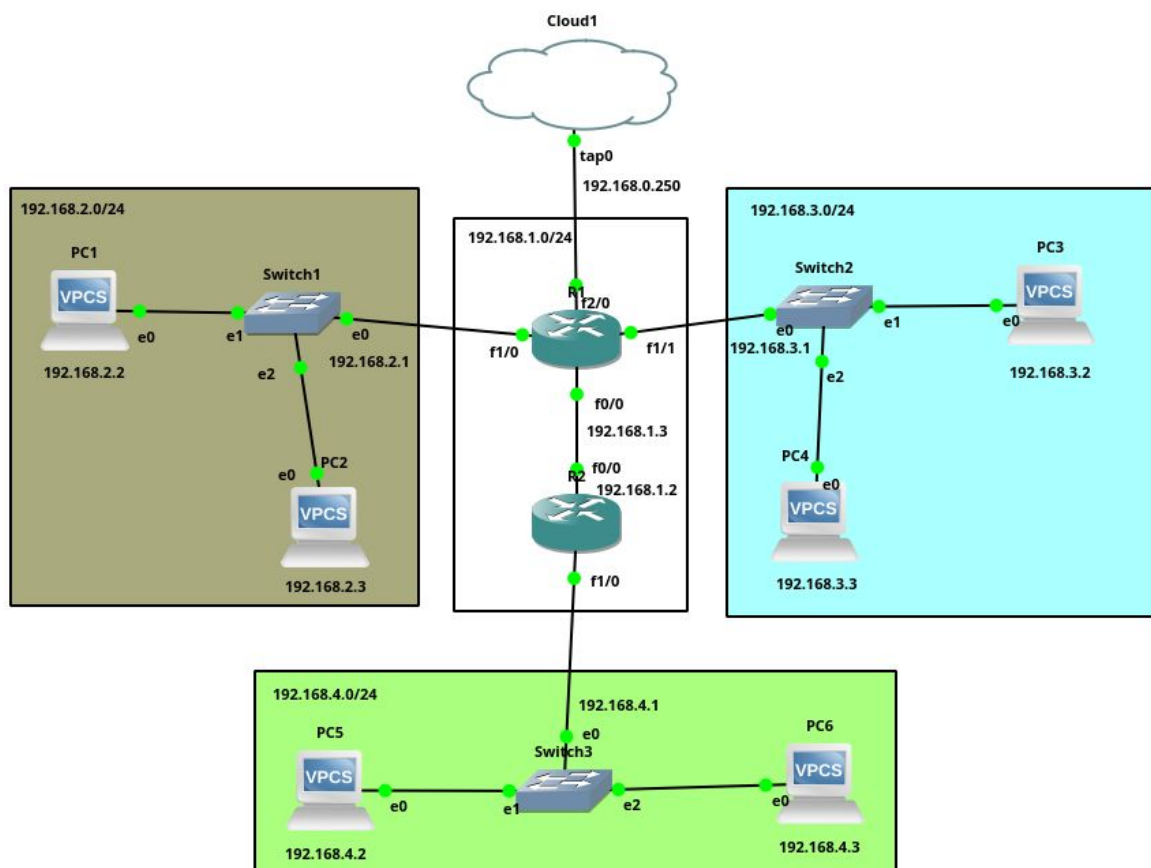 Cloud1
tap0
192.168.0.250
192.168.2.0/24
PC1
VPCS
e0
192.168.2.2
Switch1
e1
e0
192.168.2.1
e2
e0
PC2
VPCS
192.168.2.3
192.168.1.0/24
R1
f2/0
f1/0
f1/1
f0/0
192.168.1.3
f0/0
R2
192.168.1.2
f1/0
192.168.3.0/24
Switch2
e0
192.168.3.1
e1
e2
PC3
VPCS
e0
192.168.3.2
PC4
e0
VPCS
192.168.3.3
192.168.4.0/24
192.168.4.1
e0
Switch3
PC5
VPCS
e0
192.168.4.2
e1
e2
PC6
VPCS
e0
192.168.4.3